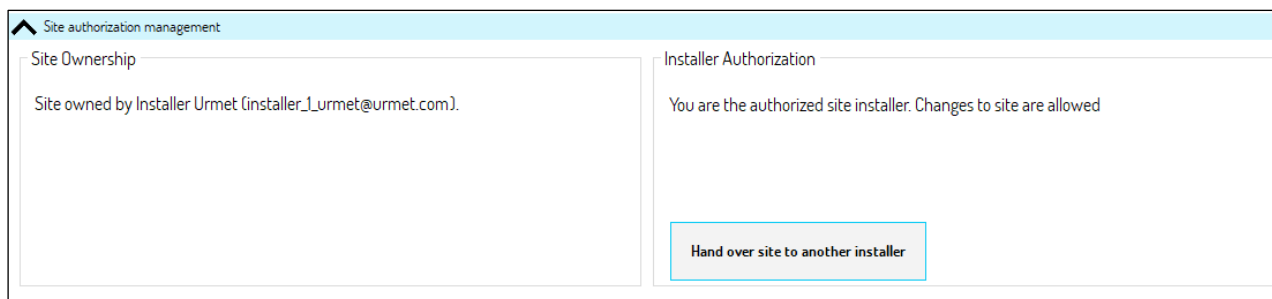 Site authorization management
Site Ownership
Site owned by Installer Urmet (installer_1_urmet@urmet.com).
Installer Authorization
You are the authorized site installer. Changes to site are allowed
Hand over site to another installer